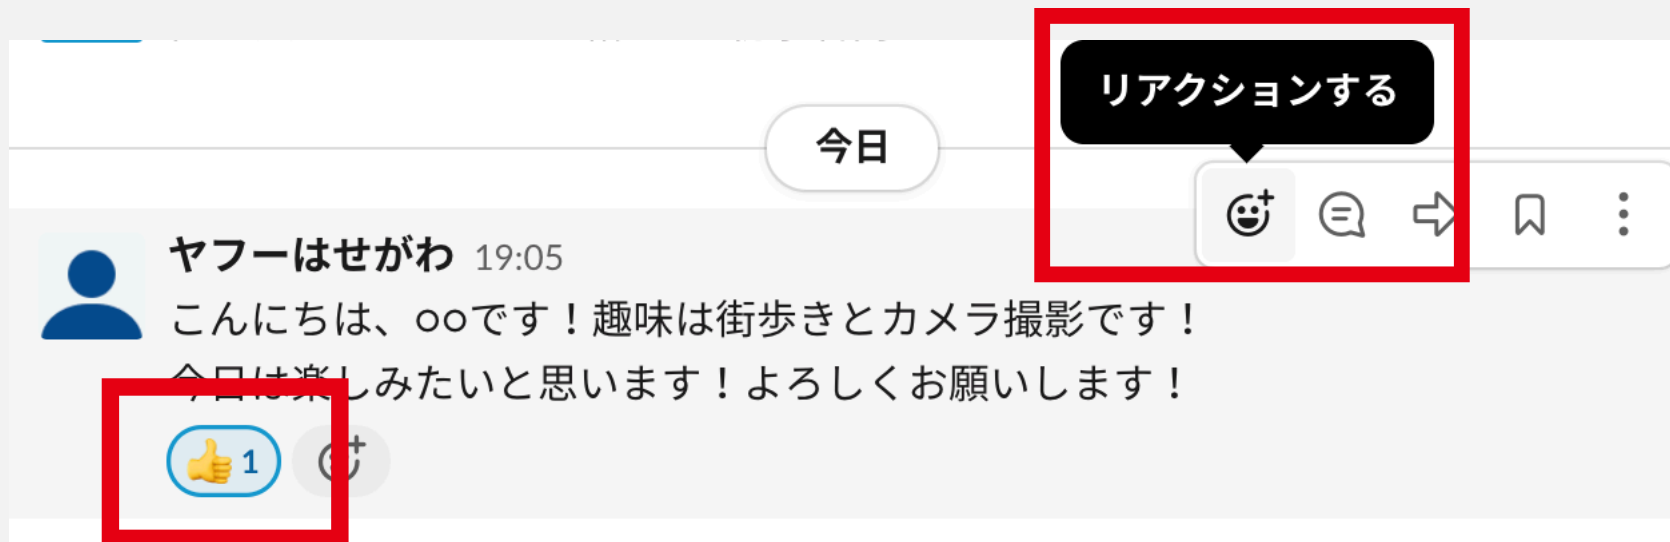 リアクションする
今日
ヤフーはせがわ 19:05
こんにちは、○○です！趣味は街歩きとカメラ撮影です！
今日は楽しみたいと思います！よろしくお願いします！
1